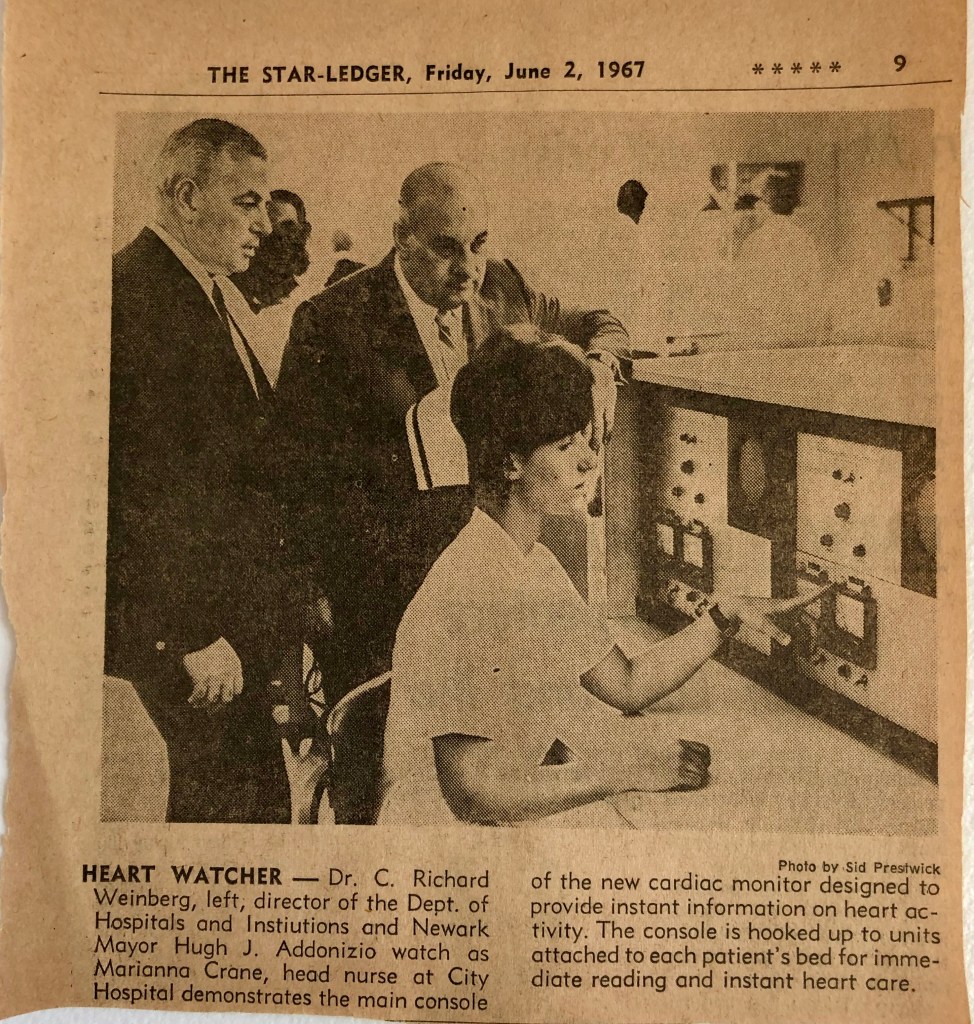 THE STAR-LEDGER, Friday, June 2, 1967 ***** 9
Photo by Sid Prestwick
HEART WATCHER — Dr. C. Richard
Weinberg, left, director of the Dept. of
Hospitals and Instiutions and Newark
Mayor Hugh J. Addonizio watch as
Marianna Crane, head nurse at City
Hospital demonstrates the main console
of the new cardiac monitor designed to
provide instant information on heart ac-
tivity. The console is hooked up to units
attached to each patient's bed for imme-
diate reading and instant heart care.